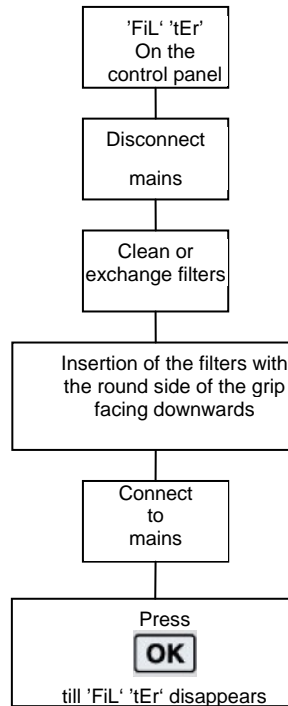 ’FiL‘ ’tEr’
On the
control panel
Disconnect
mains
Clean or
exchange filters
Insertion of the filters with
the round side of the grip
facing downwards
Connect
to
mains
Press
OK
till ’FiL‘ ’tEr‘ disappears